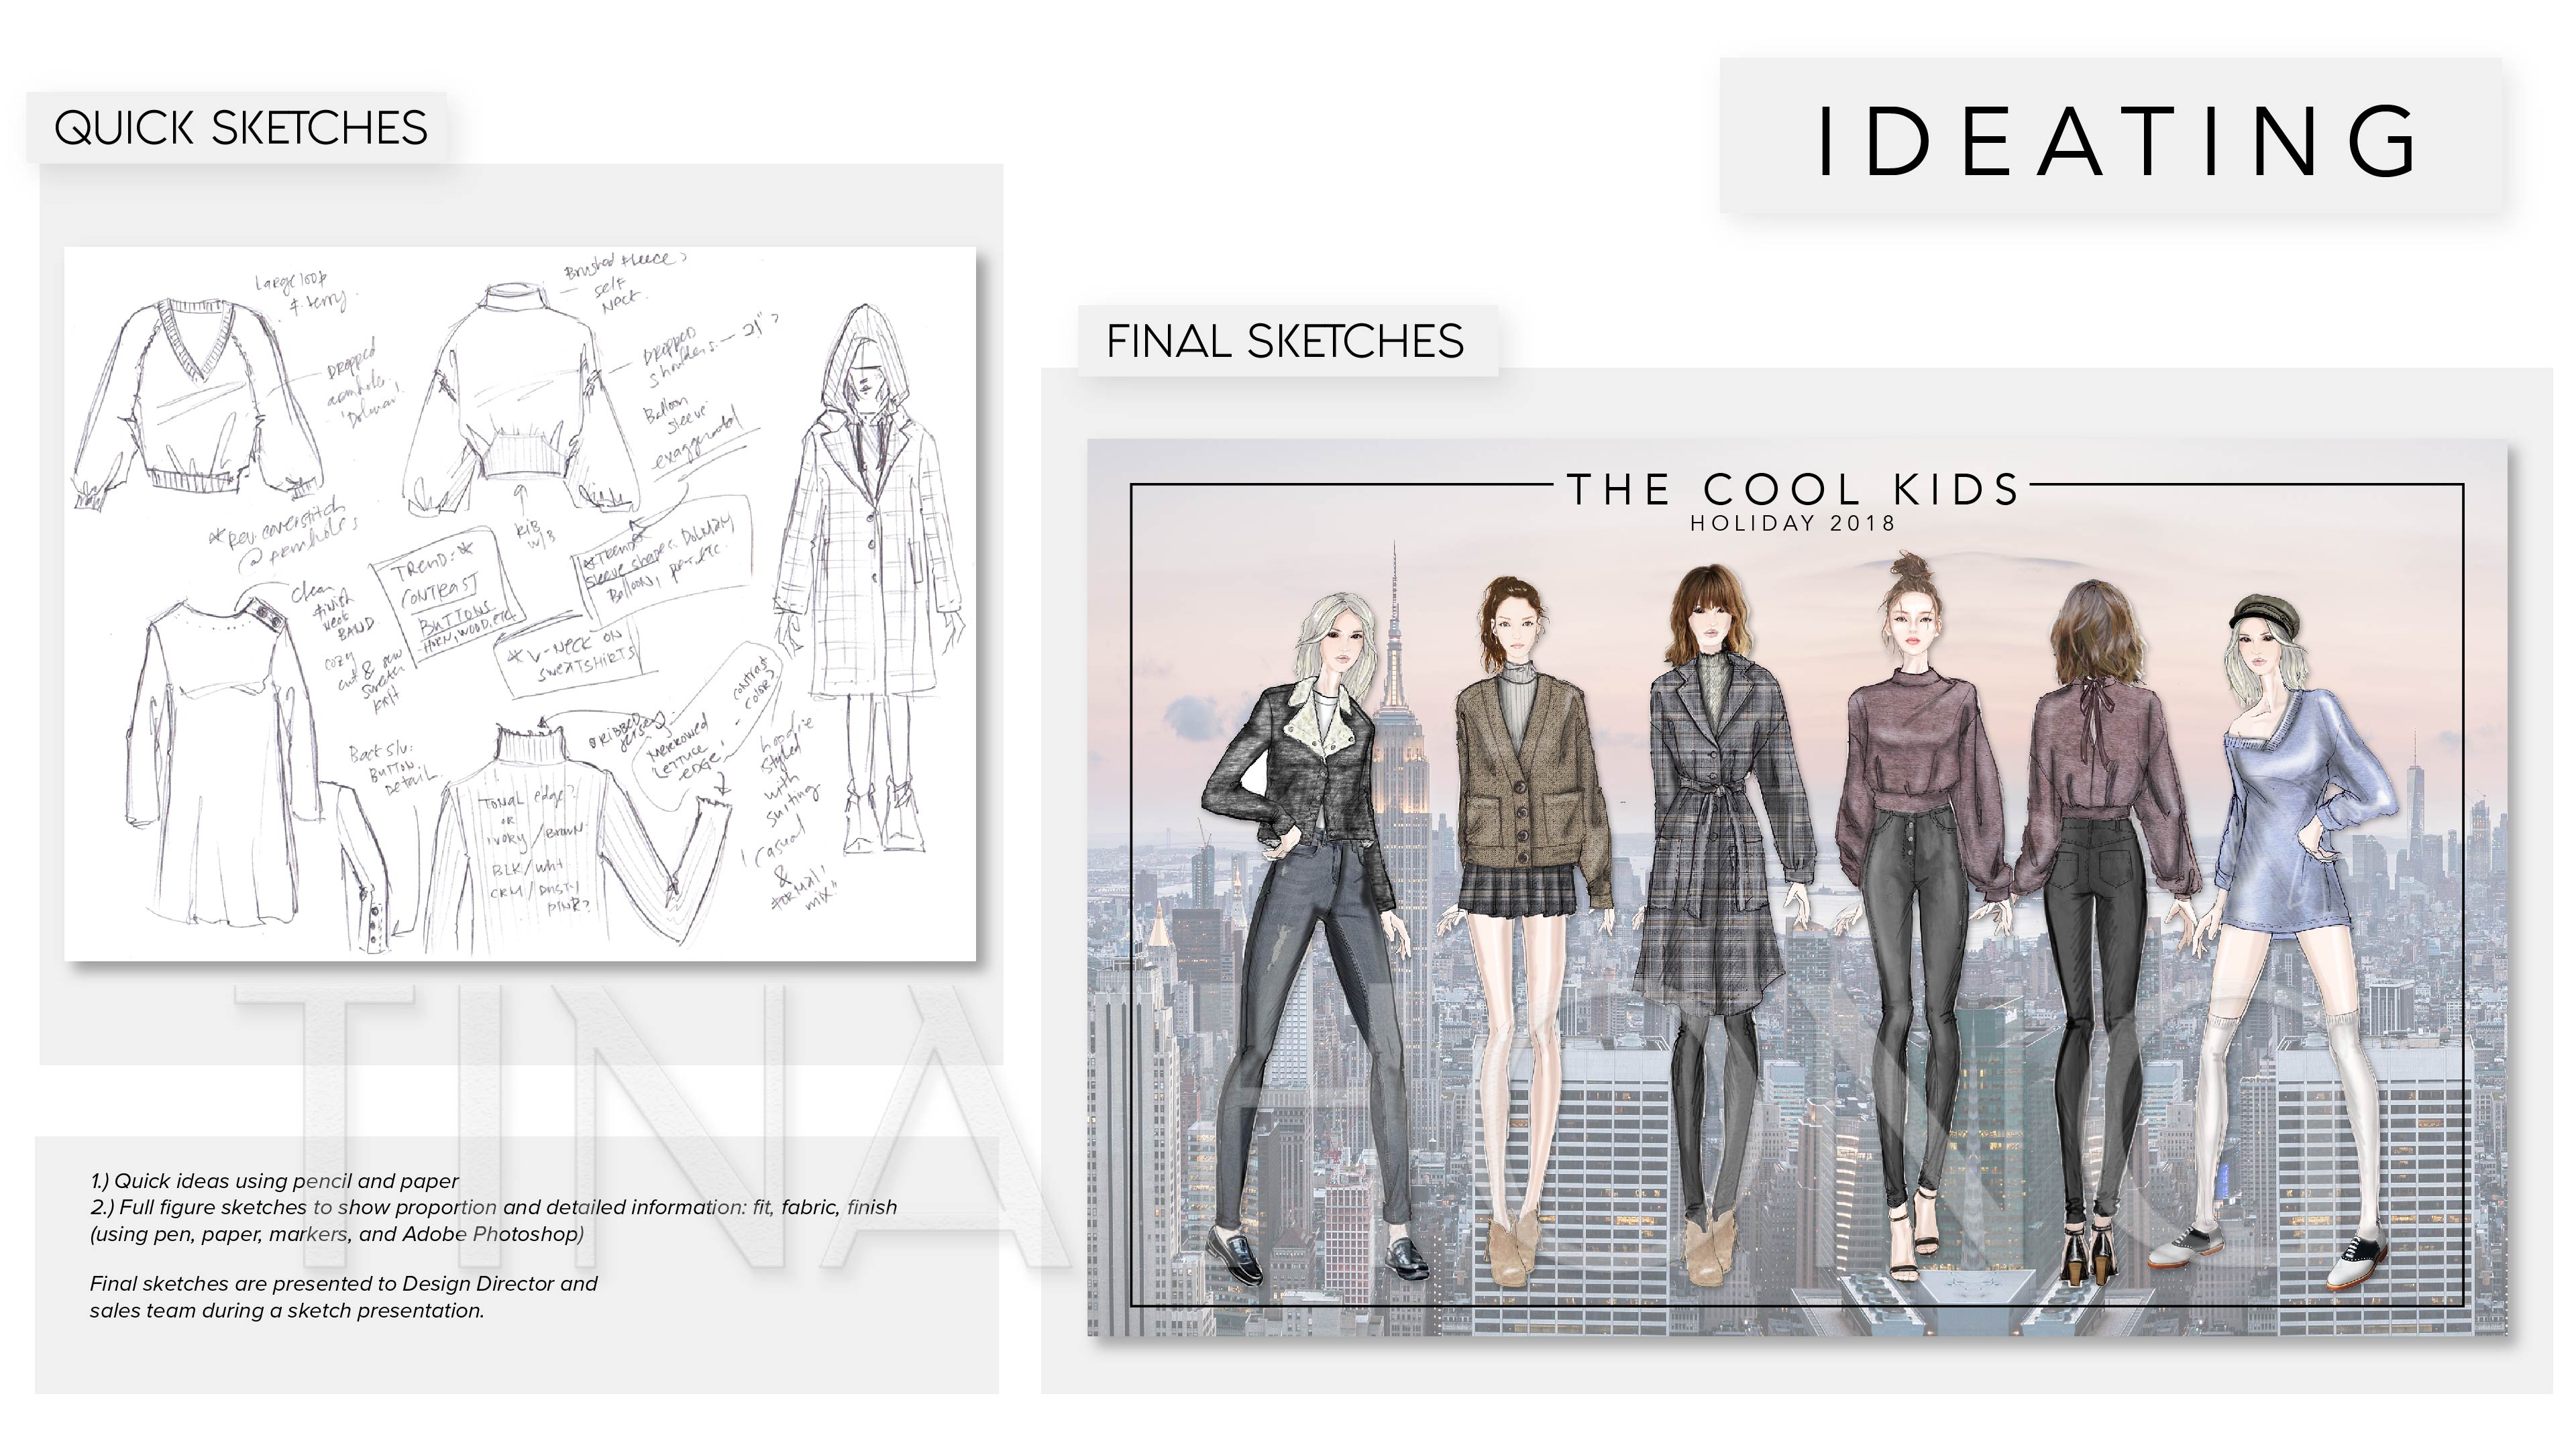 IDEATING
QUICK SKETCHES
Large loop
f. terry.
Dropped
armhole.
'Dolman'
Brushed fleece
self
neck.
Dropped
shoulders. — 21" ?
Balloon
sleeve
exaggerated
rib
w/b
* rev. coverstitch
@ armholes
Clean
finish
neck
BAND.
cozy
cut & sew
sweater
knit
TREND: *
CONTRAST
BUTTONS
HORN, WOOD, etc.
* TREND *
sleeve shapes. DOLMAN,
Balloon,
* V-NECK ON
SWEATSHIRTS
Back slv.
BUTTON
Detail.
RIBBED
jersey
merrowed
'LETTUCE
edge'
contrast
color?
hoodie
styled
with
suiting
'casual
&
formal'
mix"
TONAL edge?
OR
ivory / Brown
BLK/wht
CRM / Dusty
pink?
1.) Quick ideas using pencil and paper
2.) Full figure sketches to show proportion and detailed information: fit, fabric, finish
(using pen, paper, markers, and Adobe Photoshop)
Final sketches are presented to Design Director and
sales team during a sketch presentation.
FINAL SKETCHES
THE COOL KIDS
HOLIDAY 2018
TINA